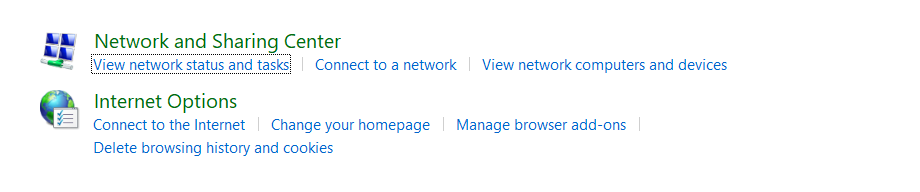 Network and Sharing Center
View network status and tasks Connect to a network View network computers and devices
Internet Options
Connect to the Internet Change your homepage Manage browser add-ons
Delete browsing history and cookies